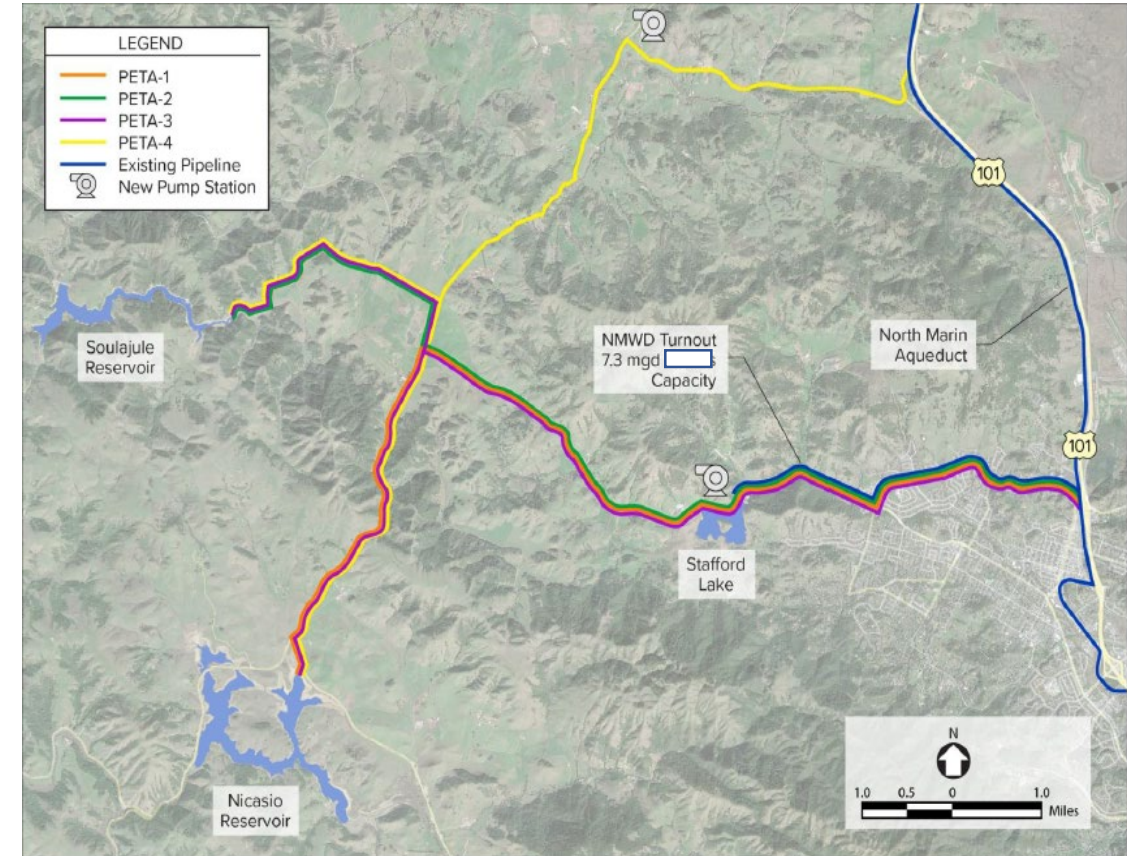 LEGEND
PETA-1
PETA-2
PETA-3
PETA-4
Existing Pipeline
New Pump Station
101
Soulajule
Reservoir
NMWD Turnout
7.3 mgd
Capacity
North Marin
Aqueduct
101
Stafford
Lake
Nicasio
Reservoir
N
1.0 0.5 0 1.0
Miles